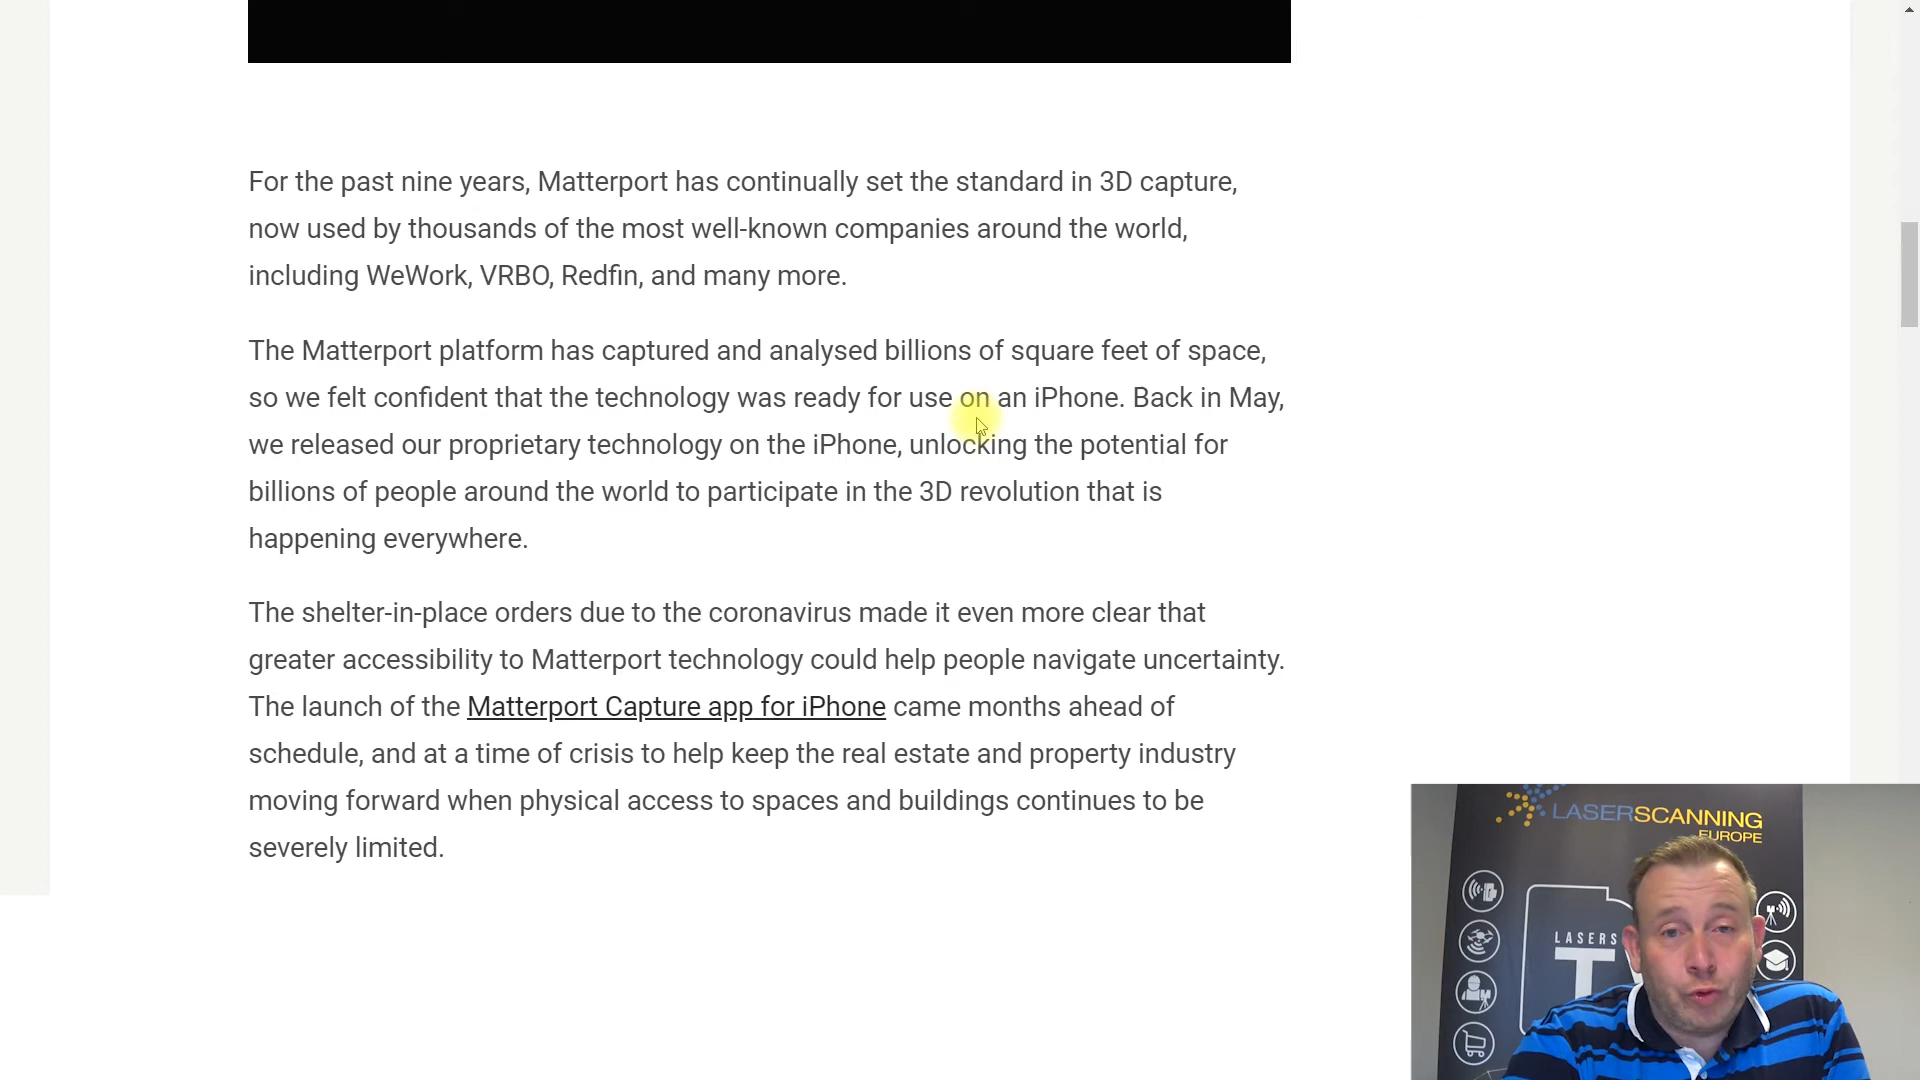 For the past nine years, Matterport has continually set the standard in 3D capture,
now used by thousands of the most well-known companies around the world,
including WeWork, VRBO, Redfin, and many more.
The Matterport platform has captured and analysed billions of square feet of space,
so we felt confident that the technology was ready for use on an iPhone. Back in May,
we released our proprietary technology on the iPhone, unlocking the potential for
billions of people around the world to participate in the 3D revolution that is
happening everywhere.
The shelter-in-place orders due to the coronavirus made it even more clear that
greater accessibility to Matterport technology could help people navigate uncertainty.
The launch of the Matterport Capture app for iPhone came months ahead of
schedule, and at a time of crisis to help keep the real estate and property industry
moving forward when physical access to spaces and buildings continues to be
severely limited.
LASERSCANNING
EUROPE
LASERS
T